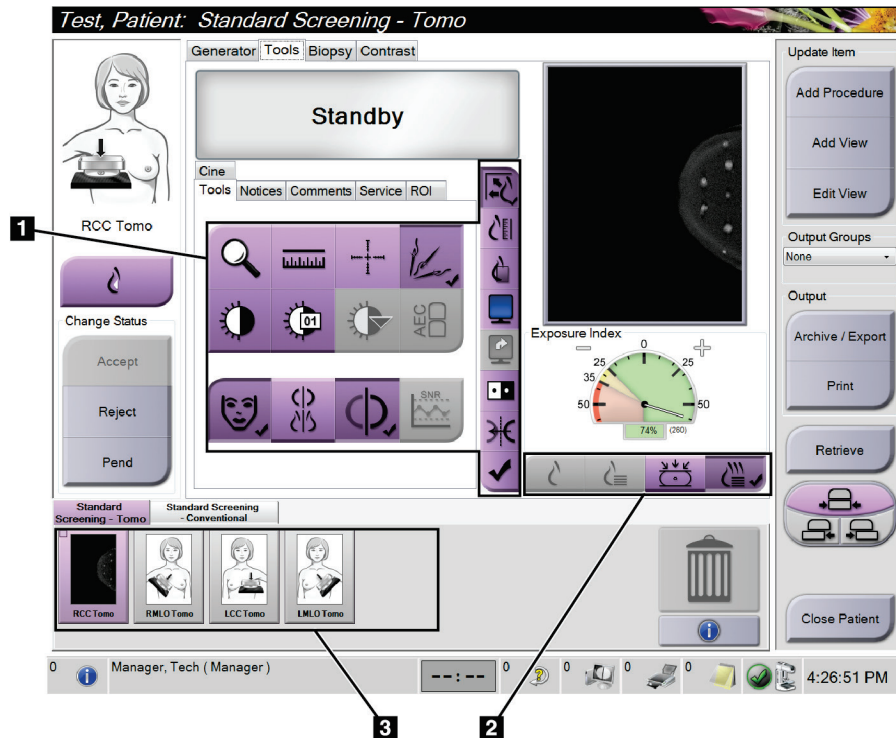 Test, Patient: Standard Screening - Tomo
Generator Tools Biopsy Contrast
Standby
Cine
Tools Notices Comments Service ROI
RCC Tomo
1
Change Status
Accept
Reject
Pend
01
AEC
SNR
Exposure Index
0
25 25
35
50 50
74% (260)
Update Item
Add Procedure
Add View
Edit View
Output Groups
None
Output
Archive / Export
Print
Retrieve
Close Patient
Standard
Screening - Tomo
Standard Screening
- Conventional
RCC Tomo RMLO Tomo LCC Tomo LMLO Tomo
0 Manager, Tech ( Manager ) --:-- 0 0 0 0 4:26:51 PM
3 2